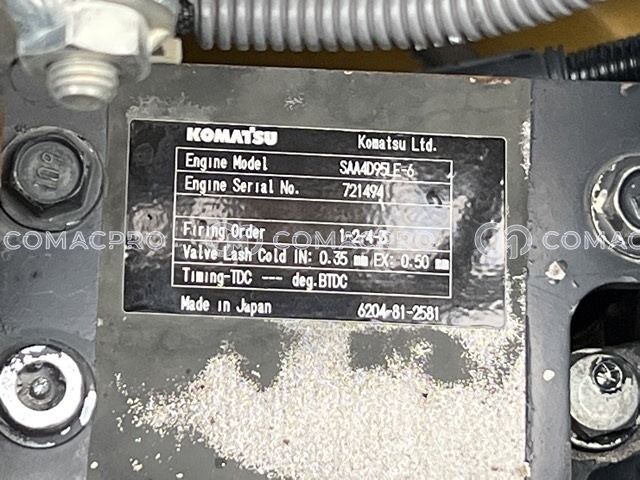 KOMATSU Komatsu Ltd.
Engine Model SAA4D95LE-6
Engine Serial No. 721494
Firing Order 1-2-4-3
Valve Lash Cold IN: 0.35 mm EX: 0.50 mm
Timing-TDC --- deg.BTDC
Made in Japan 6204-81-2581
COMACPRO COMACPRO COMACPRO
10.9